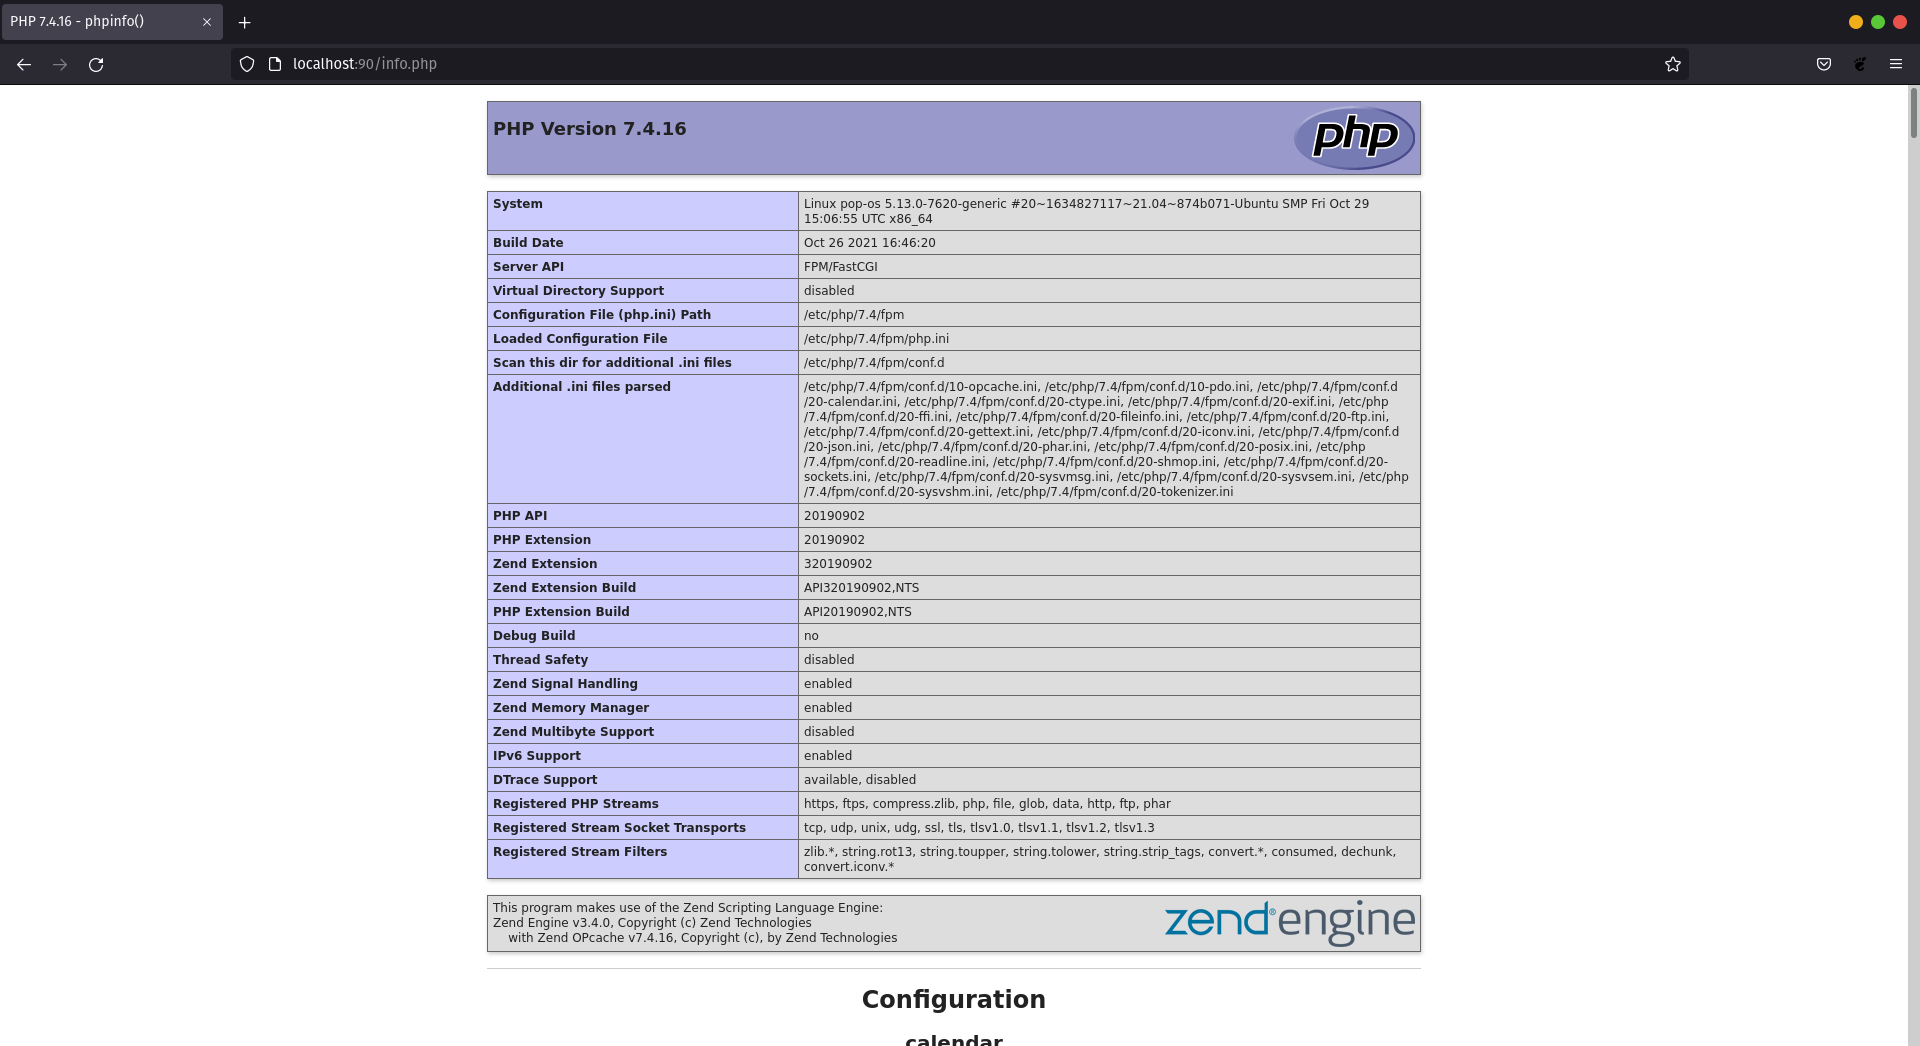 PHP 7.4.16 - phpinfo()
localhost:90/info.php
PHP Version 7.4.16
php
System Linux pop-os 5.13.0-7620-generic #20~1634827117~21.04~874b071-Ubuntu SMP Fri Oct 29
15:06:55 UTC x86_64
Build Date Oct 26 2021 16:46:20
Server API FPM/FastCGI
Virtual Directory Support disabled
Configuration File (php.ini) Path /etc/php/7.4/fpm
Loaded Configuration File /etc/php/7.4/fpm/php.ini
Scan this dir for additional .ini files /etc/php/7.4/fpm/conf.d
Additional .ini files parsed /etc/php/7.4/fpm/conf.d/10-opcache.ini, /etc/php/7.4/fpm/conf.d/10-pdo.ini, /etc/php/7.4/fpm/conf.d
/20-calendar.ini, /etc/php/7.4/fpm/conf.d/20-ctype.ini, /etc/php/7.4/fpm/conf.d/20-exif.ini, /etc/php
/7.4/fpm/conf.d/20-ffi.ini, /etc/php/7.4/fpm/conf.d/20-fileinfo.ini, /etc/php/7.4/fpm/conf.d/20-ftp.ini,
/etc/php/7.4/fpm/conf.d/20-gettext.ini, /etc/php/7.4/fpm/conf.d/20-iconv.ini, /etc/php/7.4/fpm/conf.d
/20-json.ini, /etc/php/7.4/fpm/conf.d/20-phar.ini, /etc/php/7.4/fpm/conf.d/20-posix.ini, /etc/php
/7.4/fpm/conf.d/20-readline.ini, /etc/php/7.4/fpm/conf.d/20-shmop.ini, /etc/php/7.4/fpm/conf.d/20-
sockets.ini, /etc/php/7.4/fpm/conf.d/20-sysvmsg.ini, /etc/php/7.4/fpm/conf.d/20-sysvsem.ini, /etc/php
/7.4/fpm/conf.d/20-sysvshm.ini, /etc/php/7.4/fpm/conf.d/20-tokenizer.ini
PHP API 20190902
PHP Extension 20190902
Zend Extension 320190902
Zend Extension Build API320190902,NTS
PHP Extension Build API20190902,NTS
Debug Build no
Thread Safety disabled
Zend Signal Handling enabled
Zend Memory Manager enabled
Zend Multibyte Support disabled
IPv6 Support enabled
DTrace Support available, disabled
Registered PHP Streams https, ftps, compress.zlib, php, file, glob, data, http, ftp, phar
Registered Stream Socket Transports tcp, udp, unix, udg, ssl, tls, tlsv1.0, tlsv1.1, tlsv1.2, tlsv1.3
Registered Stream Filters zlib.*, string.rot13, string.toupper, string.tolower, string.strip_tags, convert.*, consumed, dechunk,
convert.iconv.*
This program makes use of the Zend Scripting Language Engine:
Zend Engine v3.4.0, Copyright (c) Zend Technologies
with Zend OPcache v7.4.16, Copyright (c), by Zend Technologies
zend®engine
Configuration
calendar